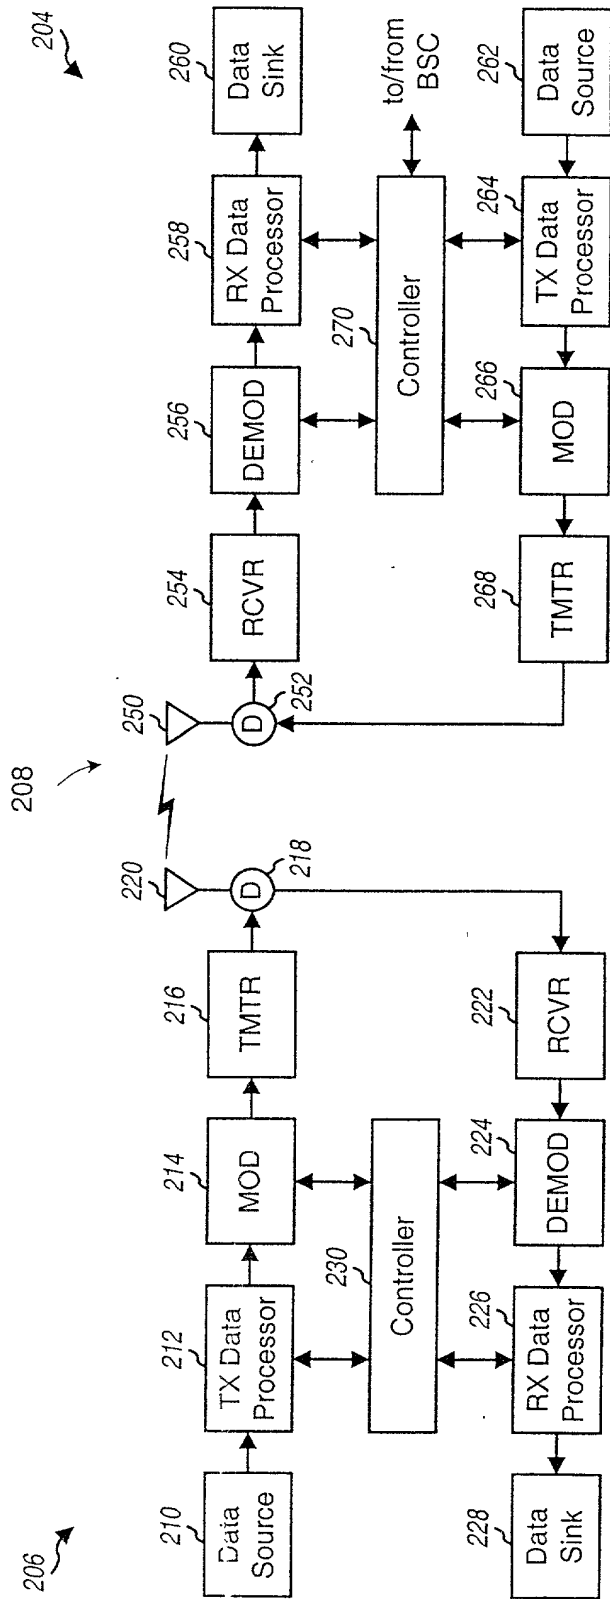 208
206
204
210
Data
Source
212
TX Data
Processor
214
MOD
216
TMTR
220
D
218
250
D
252
254
RCVR
256
DEMOD
258
RX Data
Processor
260
Data
Sink
230
Controller
270
Controller
to/from
BSC
228
Data
Sink
226
RX Data
Processor
224
DEMOD
222
RCVR
268
TMTR
266
MOD
264
TX Data
Processor
262
Data
Source